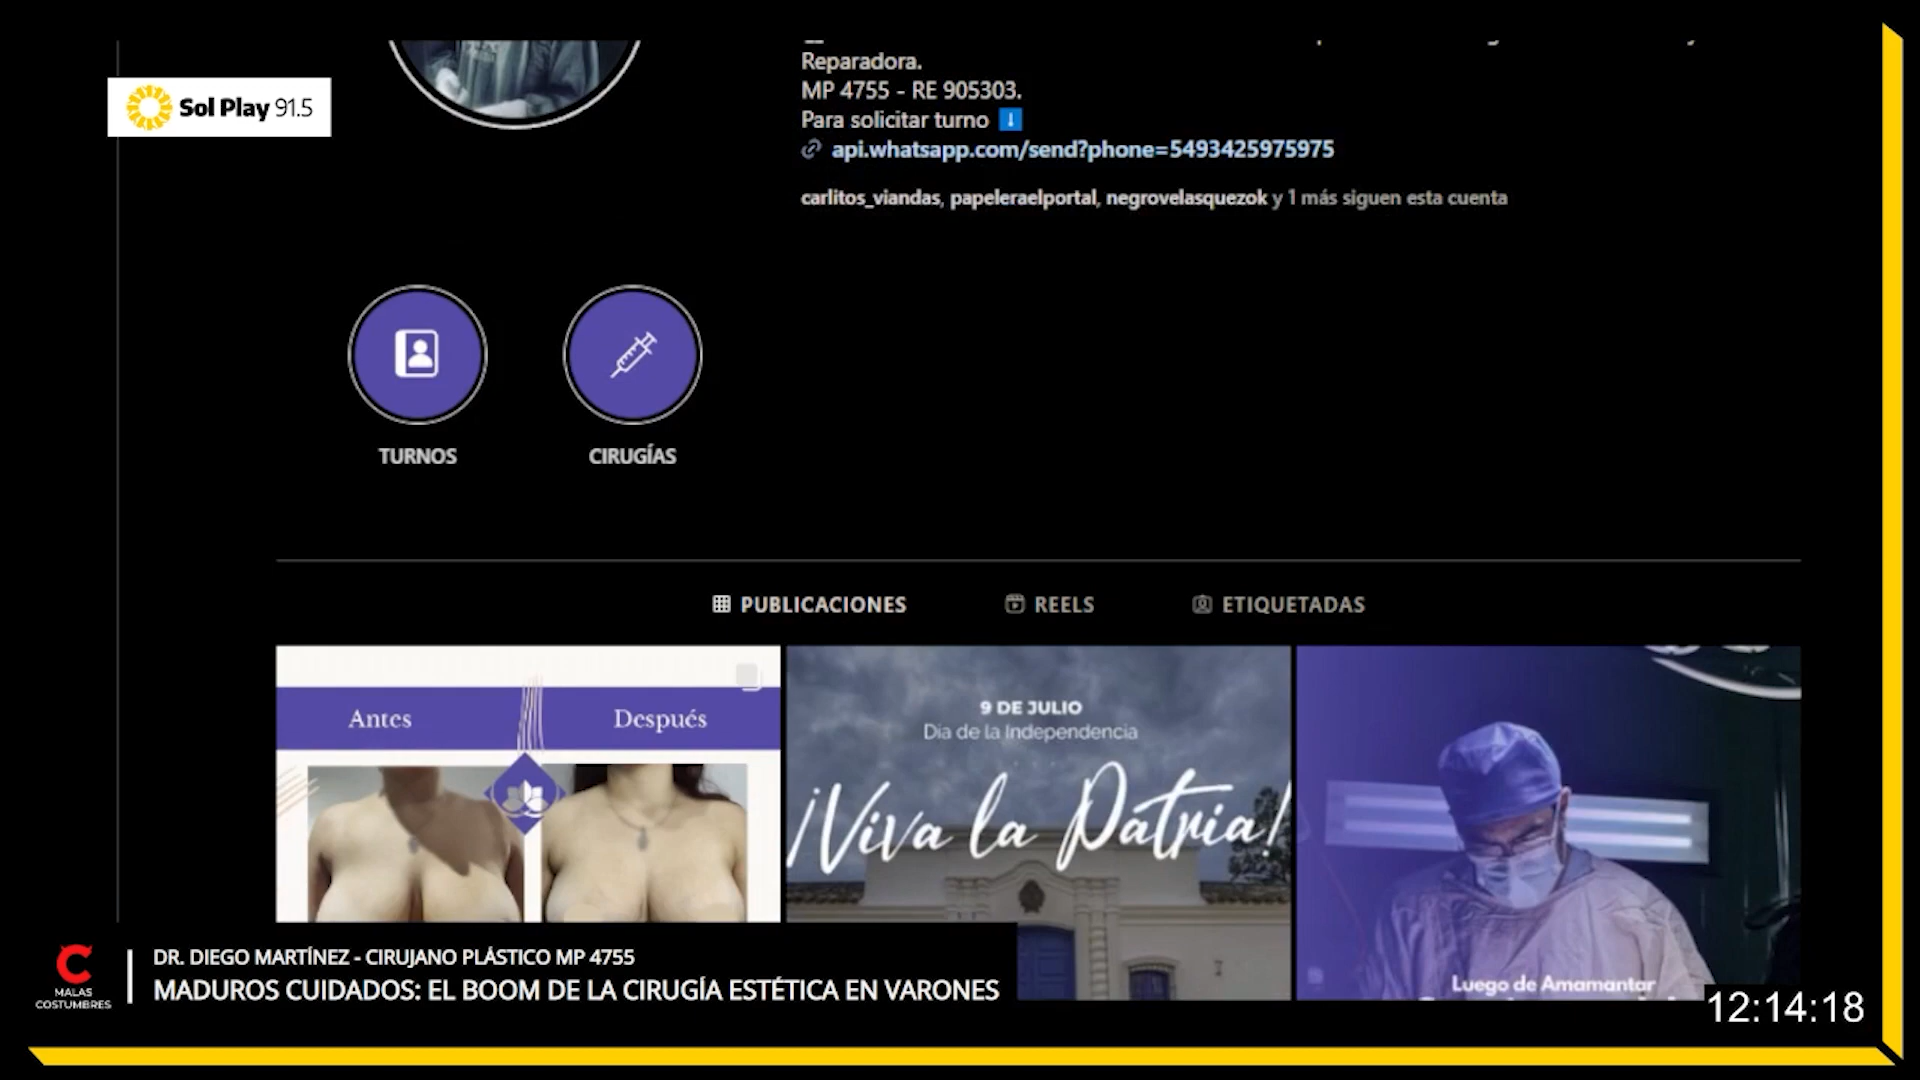 Sol Play 91.5
Reparadora.
MP 4755 - RE 905303.
Para solicitar turno
api.whatsapp.com/send?phone=5493425975975
carlitos_viandas, papeleraelportal, negrovelasquezok y 1 más siguen esta cuenta
TURNOS
CIRUGÍAS
PUBLICACIONES
REELS
ETIQUETADAS
Antes
Después
9 DE JULIO
Día de la Independencia
¡Viva la Patria!
Luego de Amamantar
C
MALAS
COSTUMBRES
DR. DIEGO MARTÍNEZ - CIRUJANO PLÁSTICO MP 4755
MADUROS CUIDADOS: EL BOOM DE LA CIRUGÍA ESTÉTICA EN VARONES
12:14:18